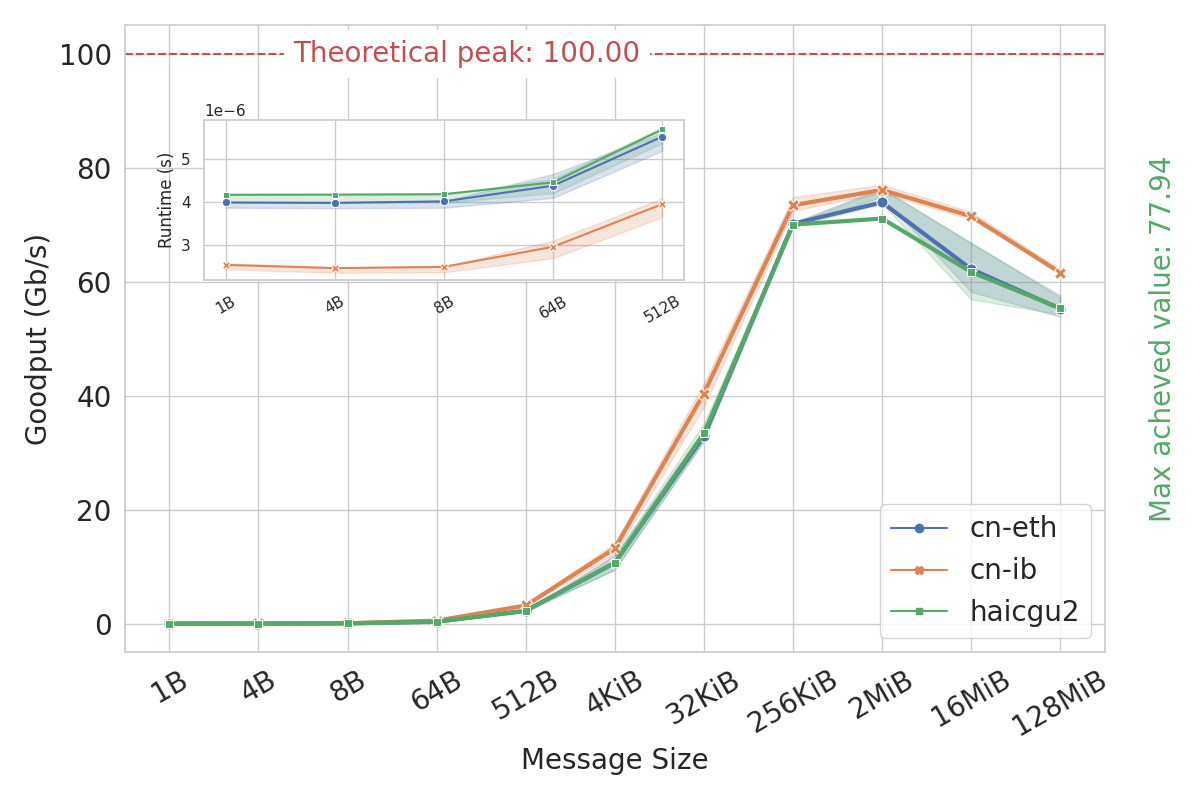 Theoretical peak: 100.00
100
80
60
40
20
0
Goodput (Gb/s)
1e−6
5
4
3
Runtime (s)
1B
4B
8B
64B
512B
Max acheved value: 77.94
cn-eth
cn-ib
haicgu2
1B
4B
8B
64B
512B
4KiB
32KiB
256KiB
2MiB
16MiB
128MiB
Message Size